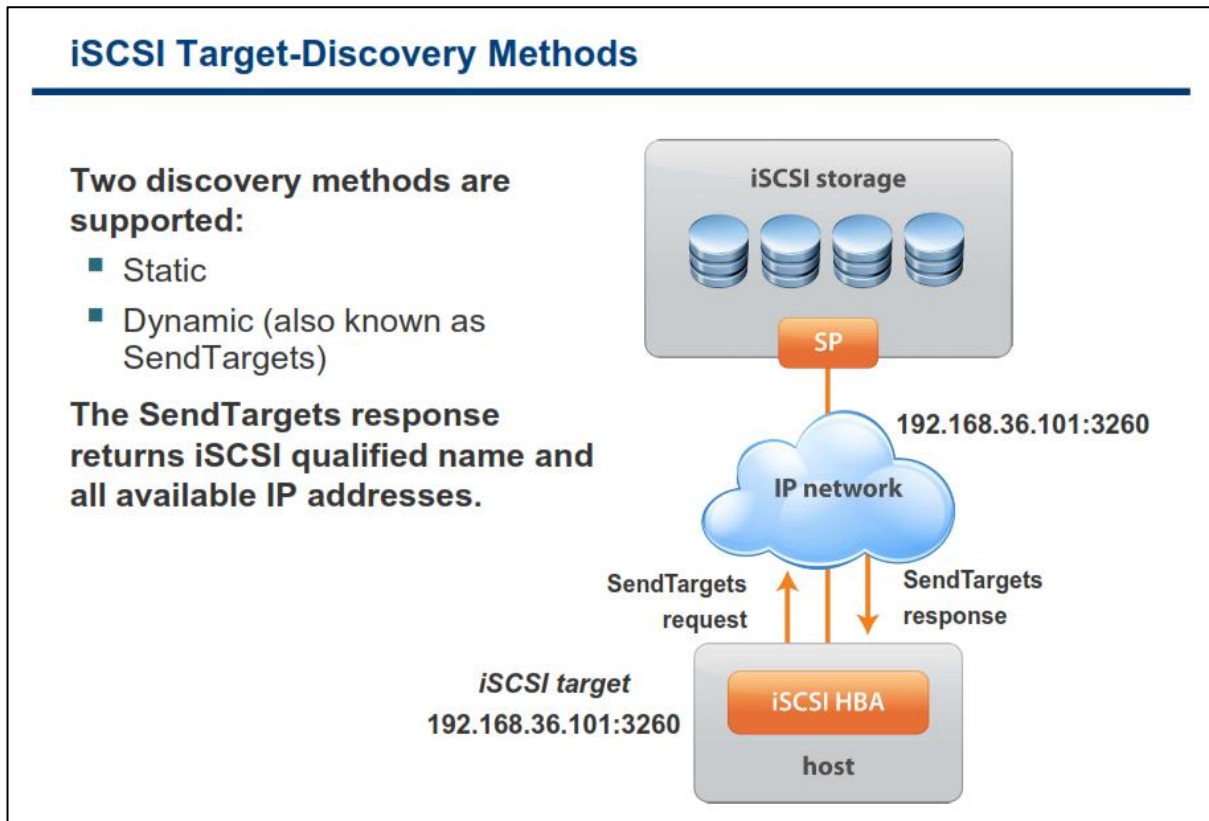 iSCSI Target-Discovery Methods
Two discovery methods are
supported:
Static
Dynamic (also known as
SendTargets)
The SendTargets response
returns iSCSI qualified name and
all available IP addresses.
iSCSI storage
SP
192.168.36.101:3260
IP network
SendTargets
request
SendTargets
response
iSCSI target
192.168.36.101:3260
iSCSI HBA
host